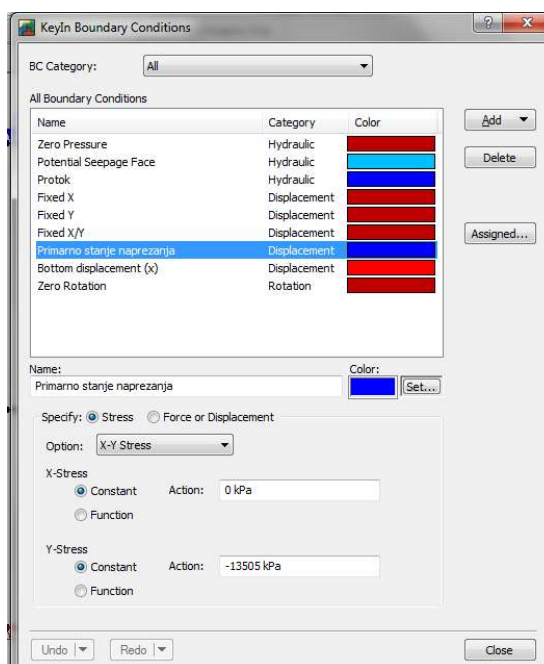 KeyIn Boundary Conditions
BC Category: All
All Boundary Conditions
Name Category Color
Zero Pressure Hydraulic
Potential Seepage Face Hydraulic
Protok Hydraulic
Fixed X Displacement
Fixed Y Displacement
Fixed X/Y Displacement
Primarno stanje naprezanja Displacement
Bottom displacement (x) Displacement
Zero Rotation Rotation
Add
Delete
Assigned...
Name: Color:
Primarno stanje naprezanja Set...
Specify: Stress Force or Displacement
Option: X-Y Stress
X-Stress
Constant Action: 0 kPa
Function
Y-Stress
Constant Action: -13505 kPa
Function
Undo Redo Close